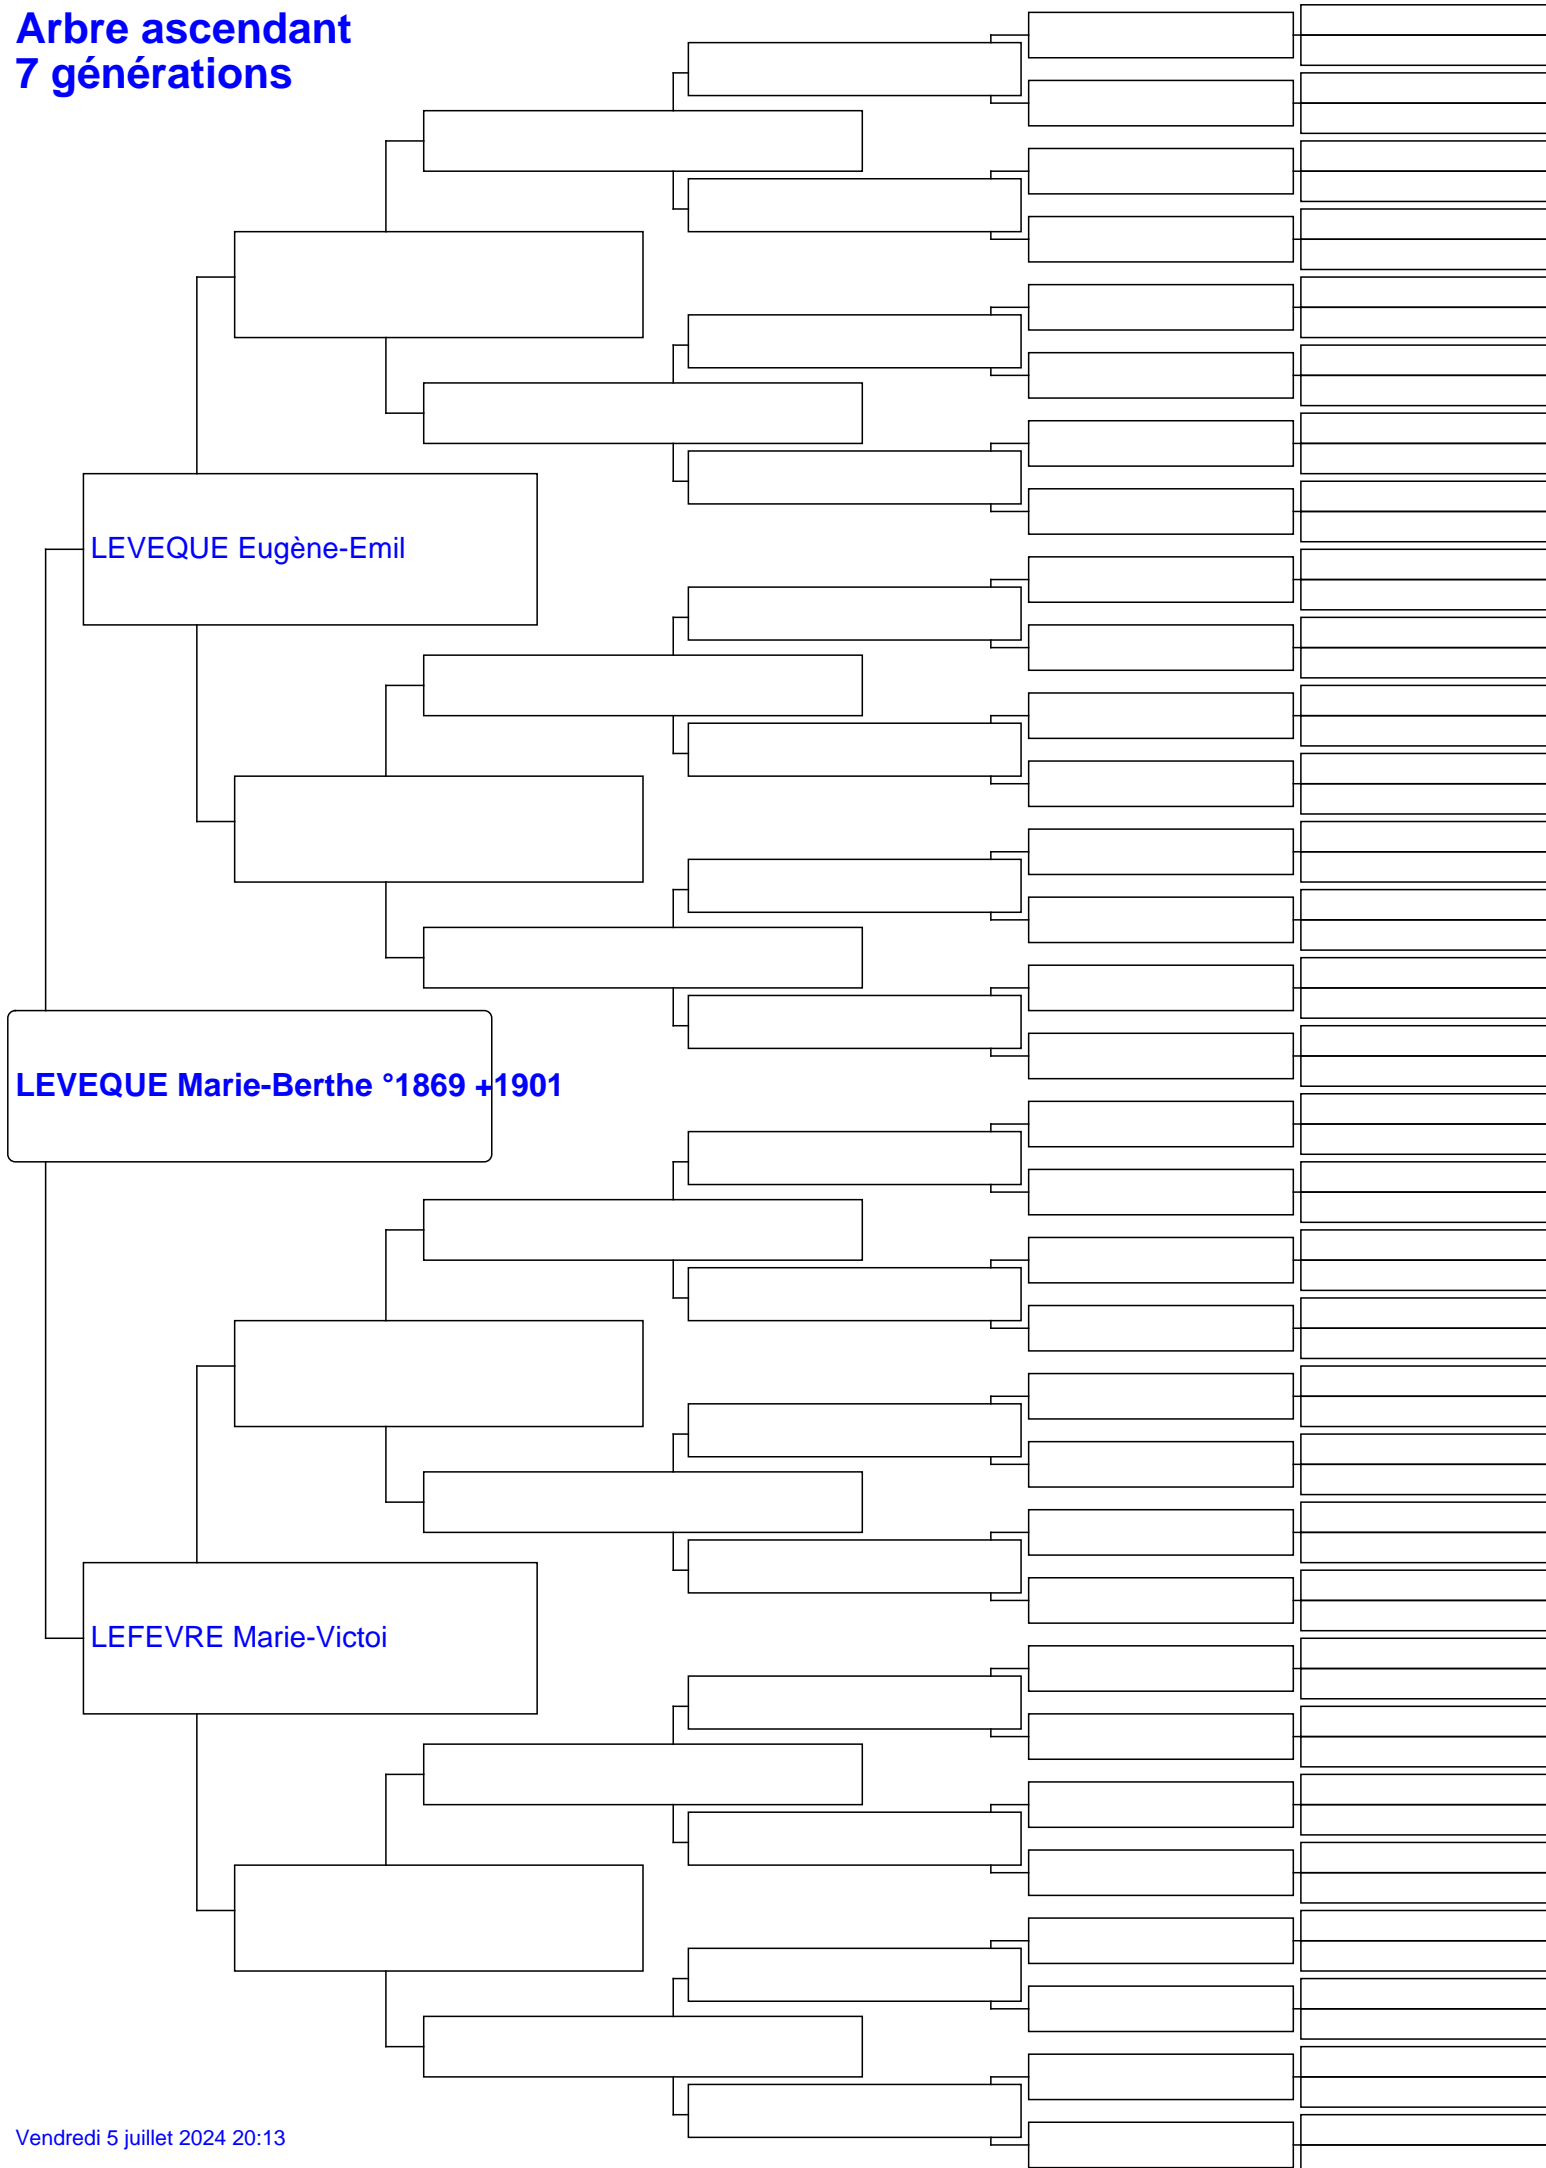 Arbre ascendant
7 générations
LEVEQUE Eugène-Emil
LEVEQUE Marie-Berthe °1869 +1901
LEFEVRE Marie-Victoi
Vendredi 5 juillet 2024 20:13